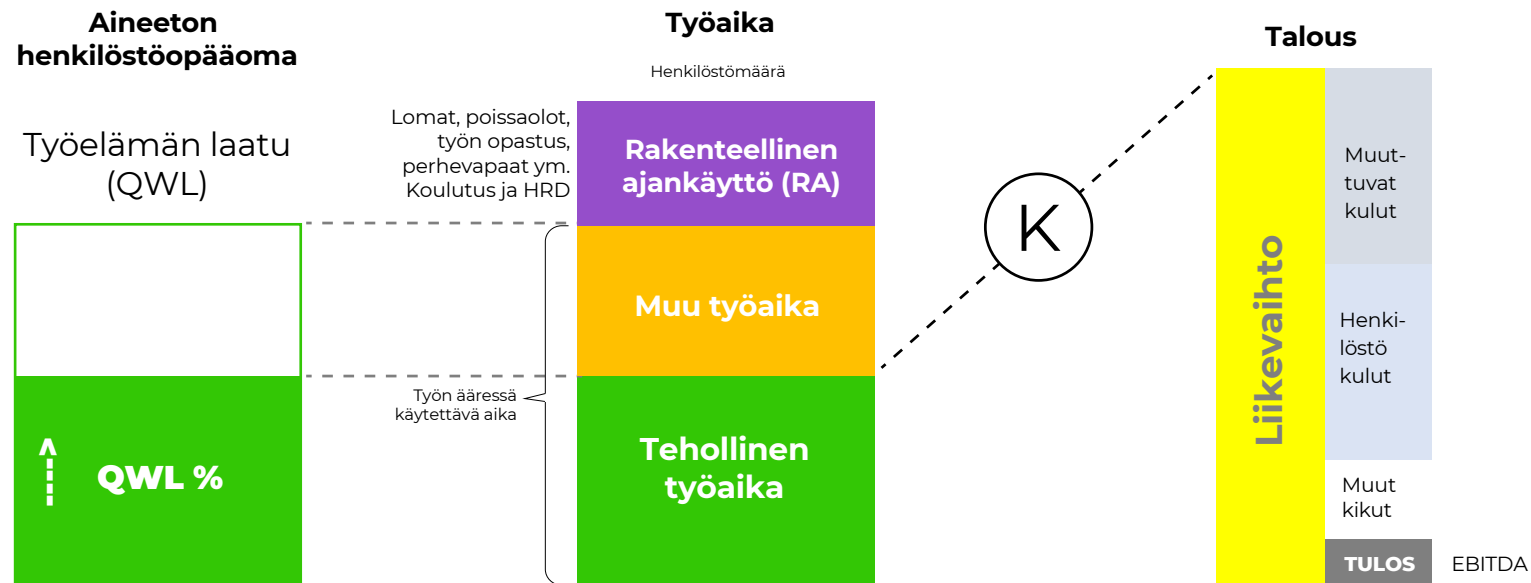 Aineeton
henkilöstöopääoma
Työelämän laatu
(QWL)
QWL %
Työaika
Henkilöstömäärä
Lomat, poissaolot,
työn opastus,
perhevapaat ym.
Koulutus ja HRD
Rakenteellinen
ajankäyttö (RA)
Muu työaika
Työn ääressä
käytettävä aika
Tehollinen
työaika
K
Talous
Liikevaihto
Muut-
tuvat
kulut
Henki-
löstö
kulut
Muut
kikut
TULOS
EBITDA